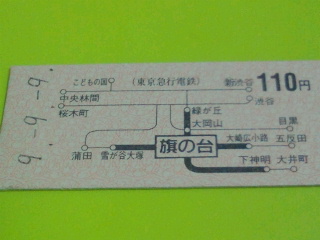 こどもの国 (東京急行電鉄) 新渋谷 110円
中央林間 渋谷
桜木町 緑が丘
大岡山 目黒
大崎広小路 五反田
蒲田 雪が谷大塚 旗の台
下神明 大井町
9.-9.-9.